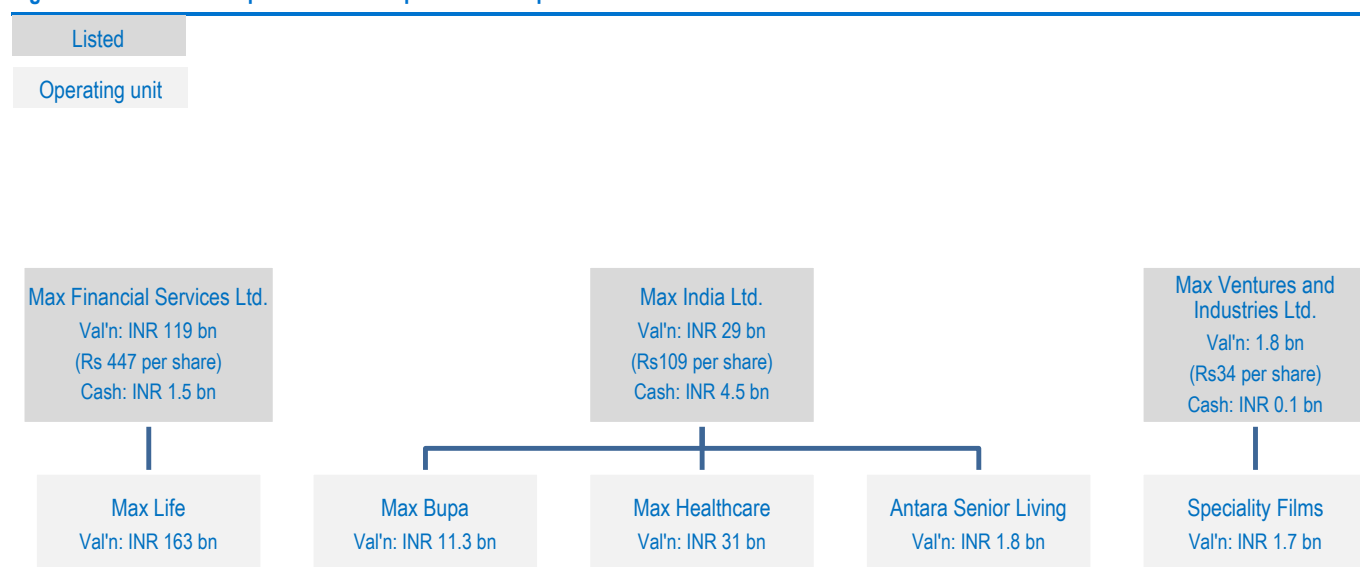 Listed
Operating unit
Max Financial Services Ltd.
Val'n: INR 119 bn
(Rs 447 per share)
Cash: INR 1.5 bn
Max India Ltd.
Val'n: INR 29 bn
(Rs109 per share)
Cash: INR 4.5 bn
Max Ventures and
Industries Ltd.
Val'n: 1.8 bn
(Rs34 per share)
Cash: INR 0.1 bn
Max Life
Val'n: INR 163 bn
Max Bupa
Val'n: INR 11.3 bn
Max Healthcare
Val'n: INR 31 bn
Antara Senior Living
Val'n: INR 1.8 bn
Speciality Films
Val'n: INR 1.7 bn